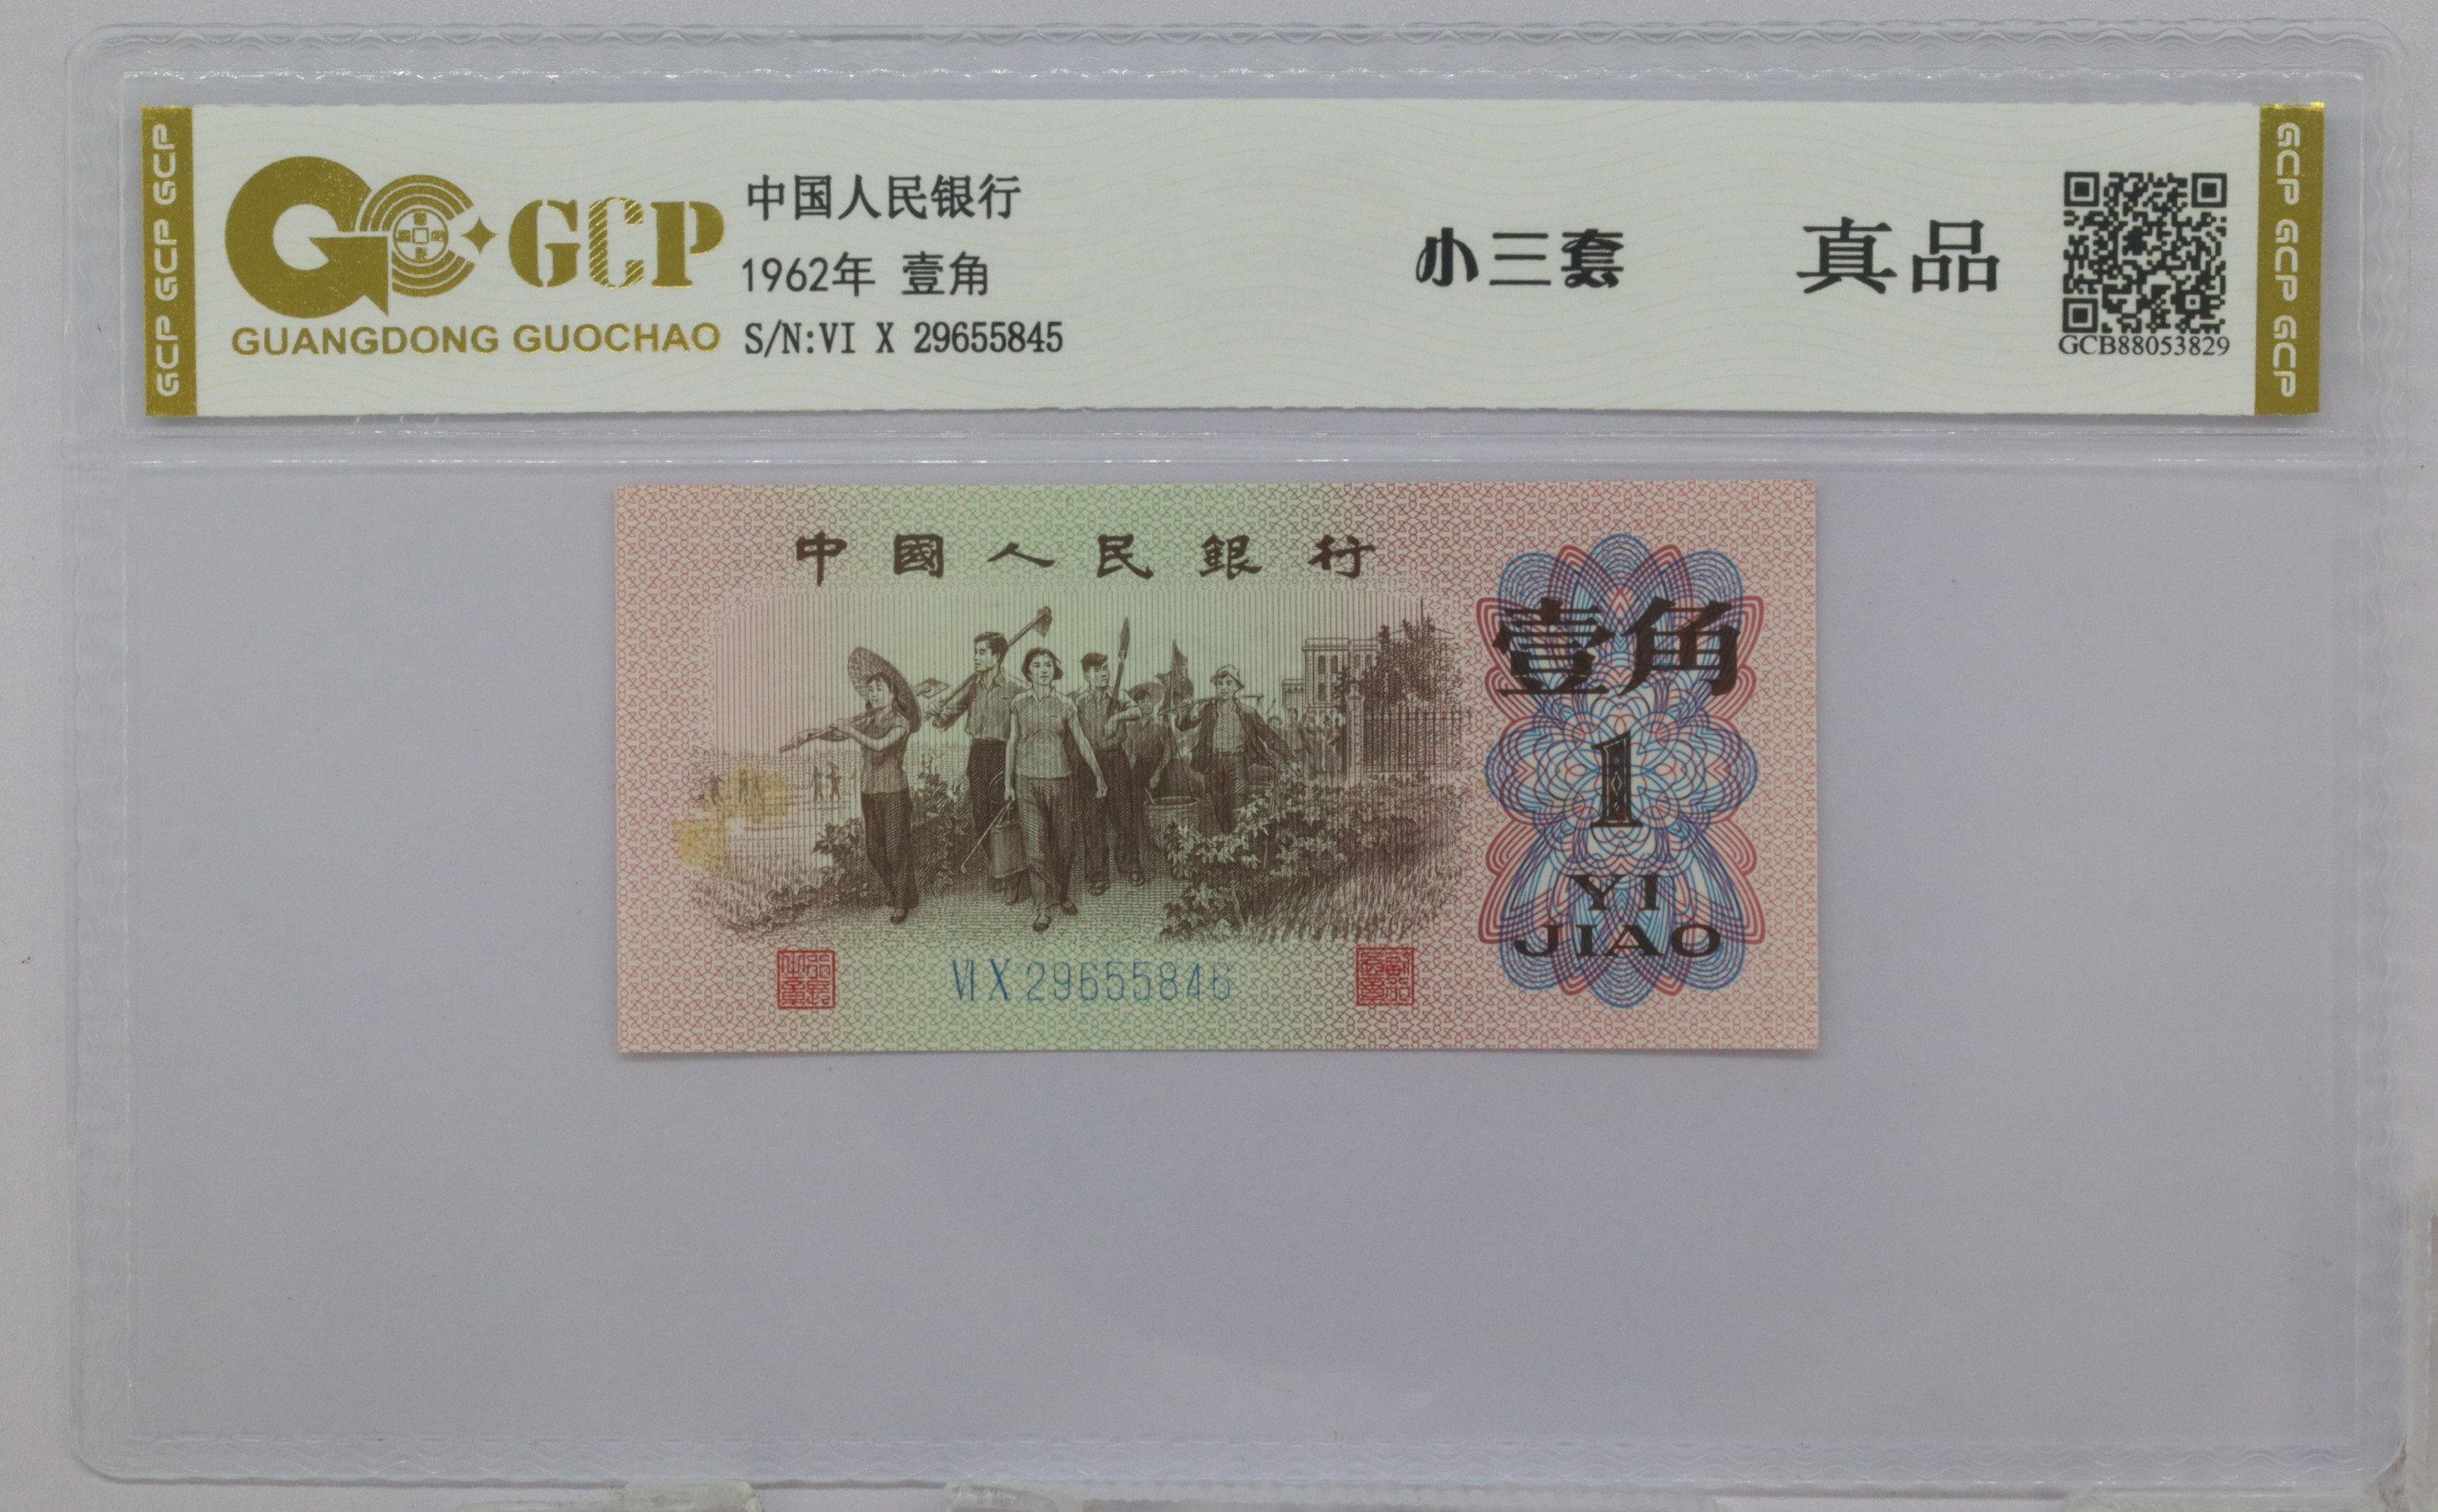 GCP GCP GCP
GCP
GUANGDONG GUOCHAO
中国人民银行
1962年 壹角
S/N:VI X 29655845
小三套
真品
GCB88053829
GCP GCP GCP
中國人民銀行
壹角
1
YI
JIAO
VI X 29655846